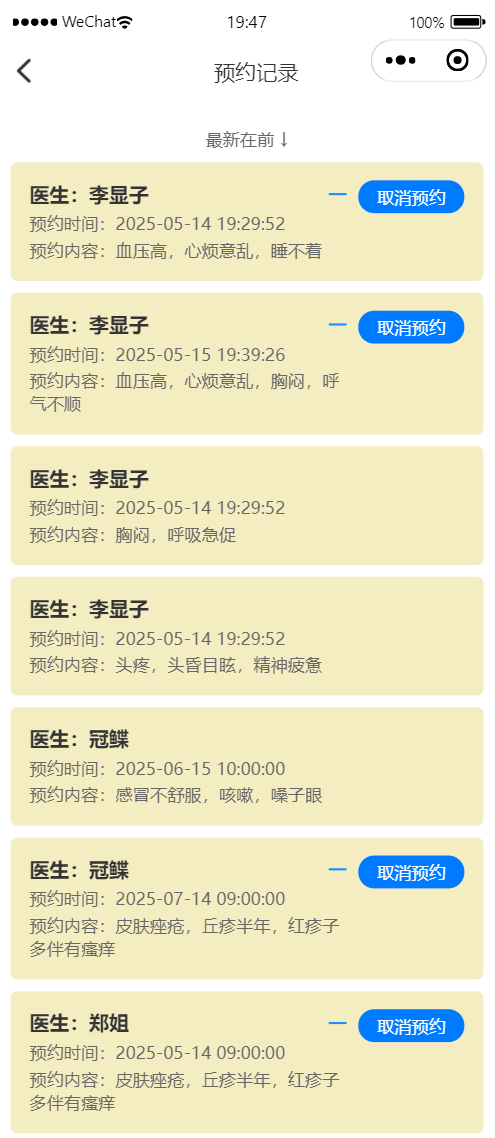 WeChat 19:47 100%
预约记录
最新在前↓
医生：李显子 — 取消预约
预约时间：2025-05-14 19:29:52
预约内容：血压高，心烦意乱，睡不着
医生：李显子 — 取消预约
预约时间：2025-05-15 19:39:26
预约内容：血压高，心烦意乱，胸闷，呼
气不顺
医生：李显子
预约时间：2025-05-14 19:29:52
预约内容：胸闷，呼吸急促
医生：李显子
预约时间：2025-05-14 19:29:52
预约内容：头疼，头昏目眩，精神疲惫
医生：冠鲽
预约时间：2025-06-15 10:00:00
预约内容：感冒不舒服，咳嗽，嗓子眼
医生：冠鲽 — 取消预约
预约时间：2025-07-14 09:00:00
预约内容：皮肤痤疮，丘疹半年，红疹子
多伴有瘙痒
医生：郑姐 — 取消预约
预约时间：2025-05-14 09:00:00
预约内容：皮肤痤疮，丘疹半年，红疹子
多伴有瘙痒